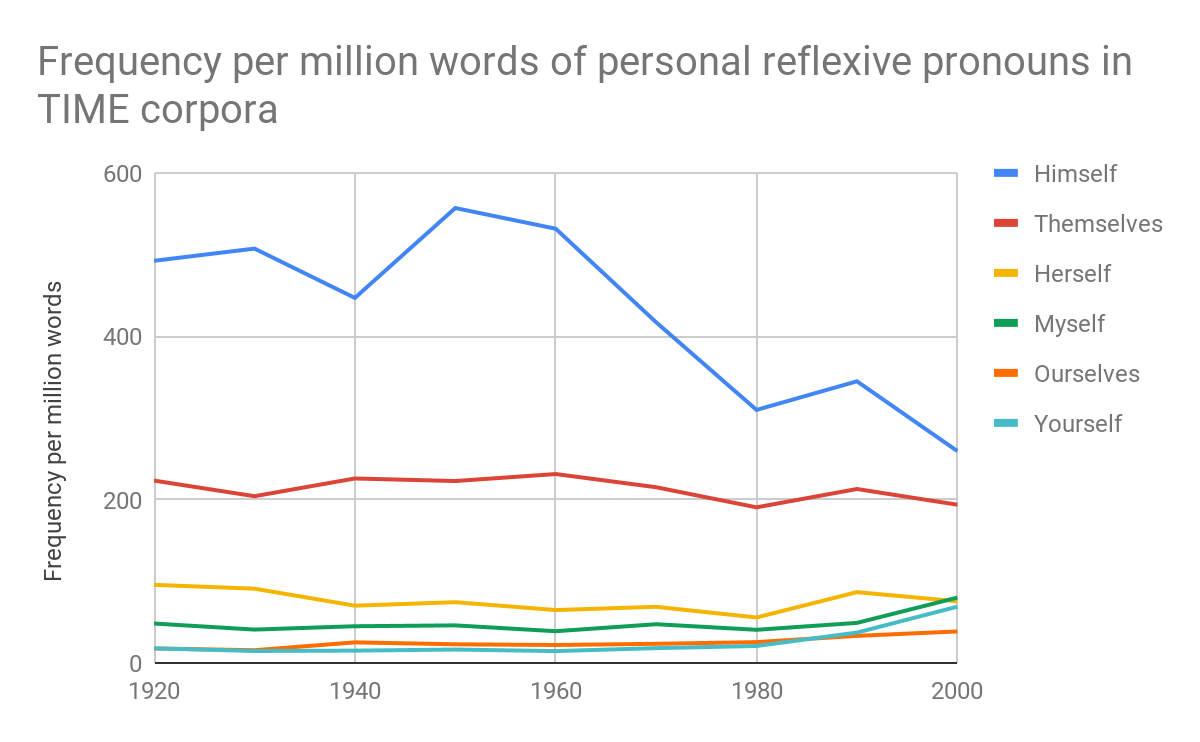 Frequency per million words of personal reflexive pronouns in
TIME corpora
Frequency per million words
600
400
200
0
1920
1940
1960
1980
2000
Himself
Themselves
Herself
Myself
Ourselves
Yourself